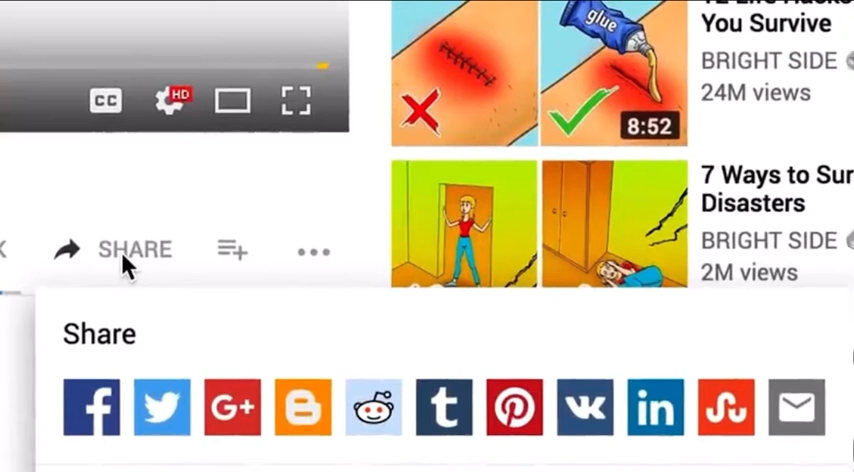 You Survive
BRIGHT SIDE
24M views
glue
8:52
CC
HD
7 Ways to Sur
Disasters
BRIGHT SIDE
2M views
SHARE
Share
f
G+
B
t
P
VK
in